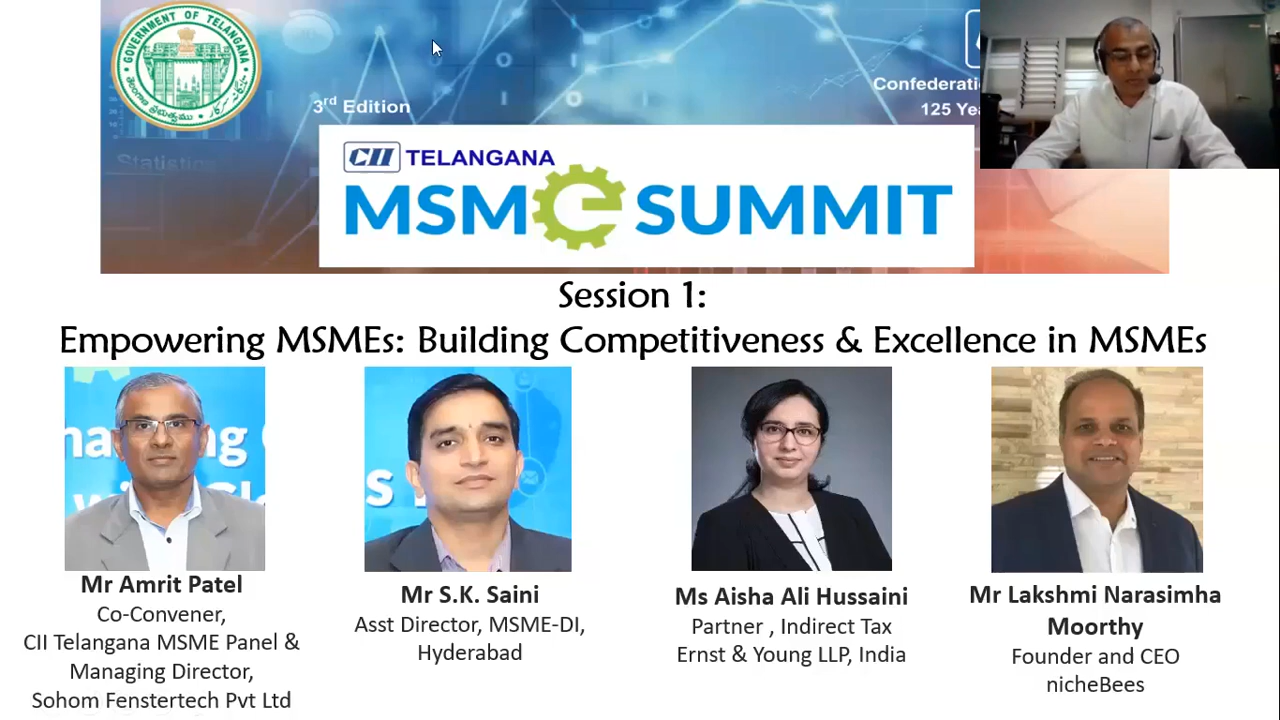 GOVERNMENT OF TELANGANA
3rd Edition
Confederati
125 Yea
Statistics
CII TELANGANA
MSMe SUMMIT
Session 1:
Empowering MSMEs: Building Competitiveness & Excellence in MSMEs
Mr Amrit Patel
Co-Convener,
CII Telangana MSME Panel &
Managing Director,
Sohom Fenstertech Pvt Ltd
Mr S.K. Saini
Asst Director, MSME-DI,
Hyderabad
Ms Aisha Ali Hussaini
Partner , Indirect Tax
Ernst & Young LLP, India
Mr Lakshmi Narasimha
Moorthy
Founder and CEO
nicheBees